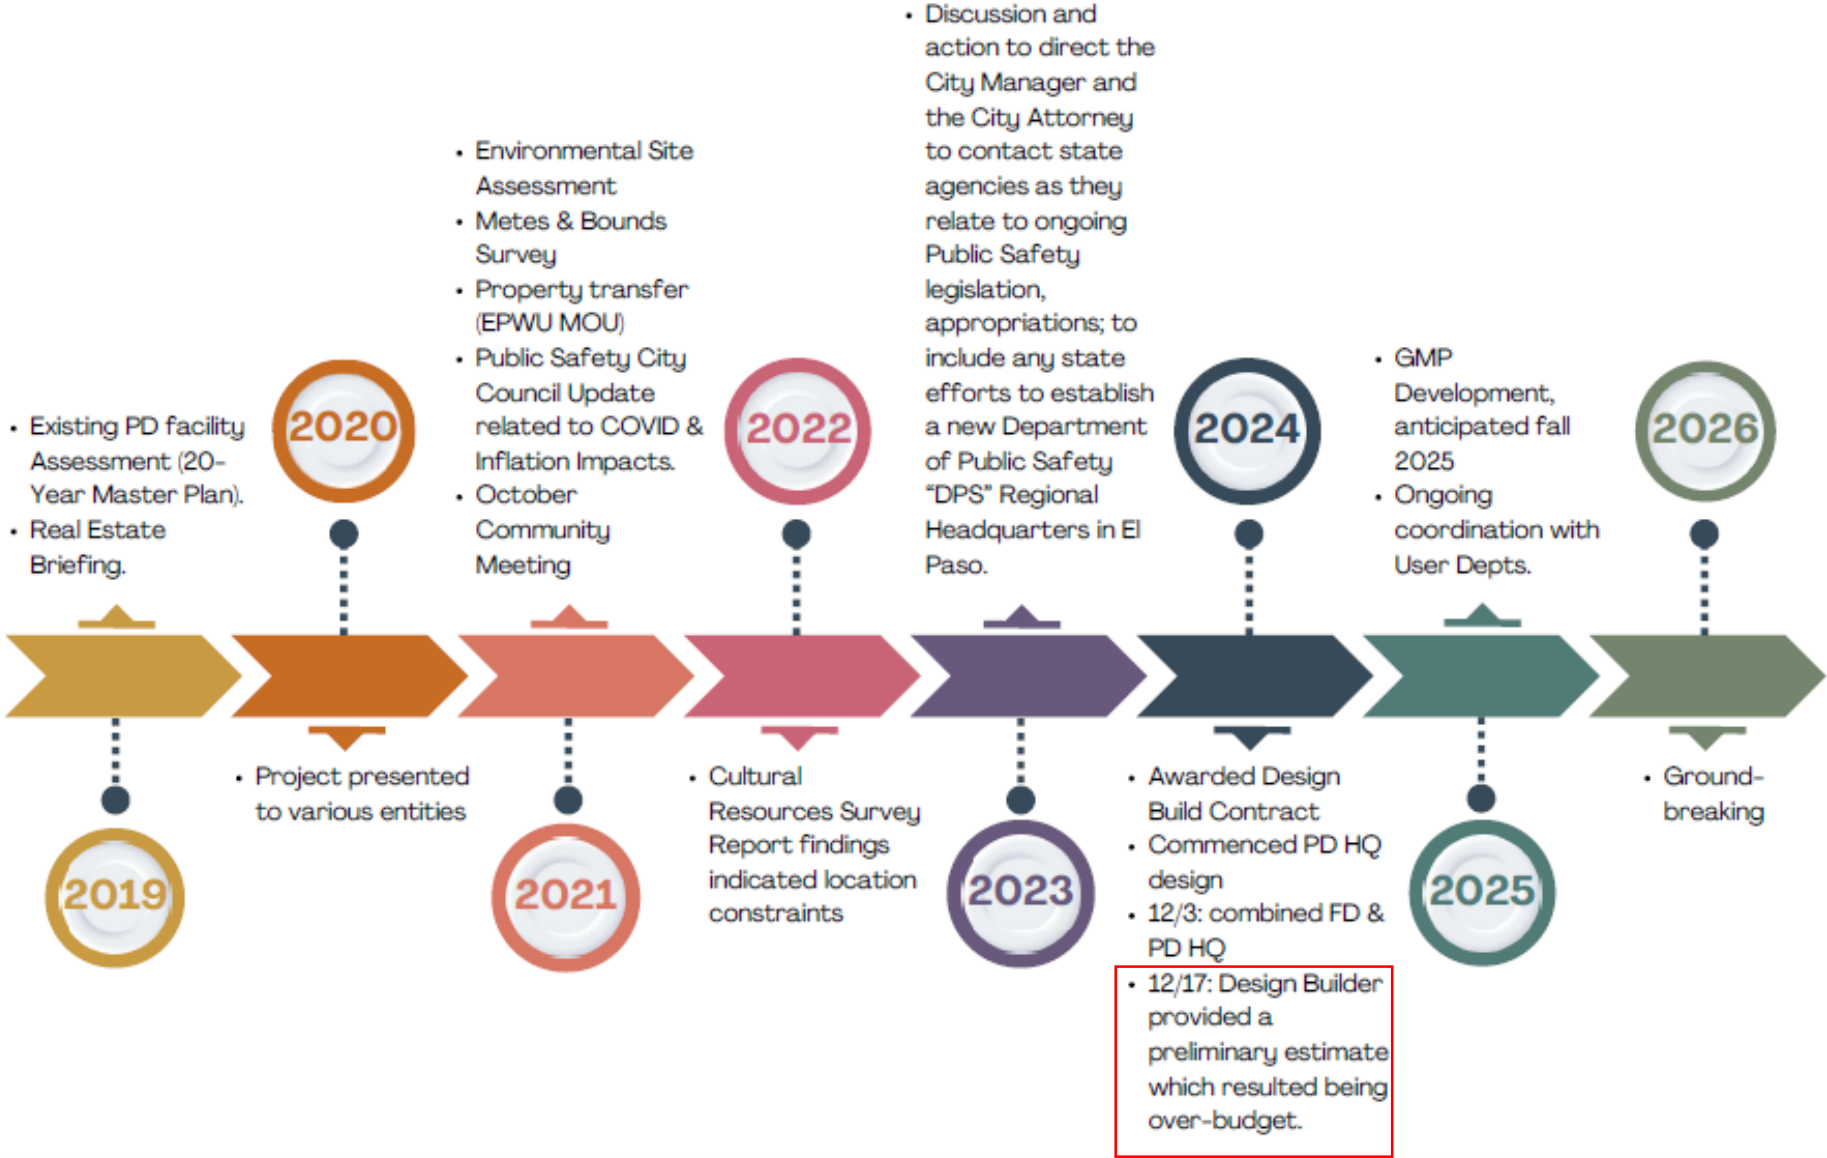 • Existing PD facility
Assessment (20-
Year Master Plan).
• Real Estate
Briefing.
2019
2020
• Project presented
to various entities
• Environmental Site
Assessment
• Metes & Bounds
Survey
• Property transfer
(EPWU MOU)
• Public Safety City
Council Update
related to COVID &
Inflation Impacts.
• October
Community
Meeting
2021
2022
• Cultural
Resources Survey
Report findings
indicated location
constraints
• Discussion and
action to direct the
City Manager and
the City Attorney
to contact state
agencies as they
relate to ongoing
Public Safety
legislation,
appropriations; to
include any state
efforts to establish
a new Department
of Public Safety
“DPS” Regional
Headquarters in El
Paso.
2023
2024
• Awarded Design
Build Contract
• Commenced PD HQ
design
• 12/3: combined FD &
PD HQ
• 12/17: Design Builder
provided a
preliminary estimate
which resulted being
over-budget.
• GMP
Development,
anticipated fall
2025
• Ongoing
coordination with
User Depts.
2025
2026
• Ground-
breaking